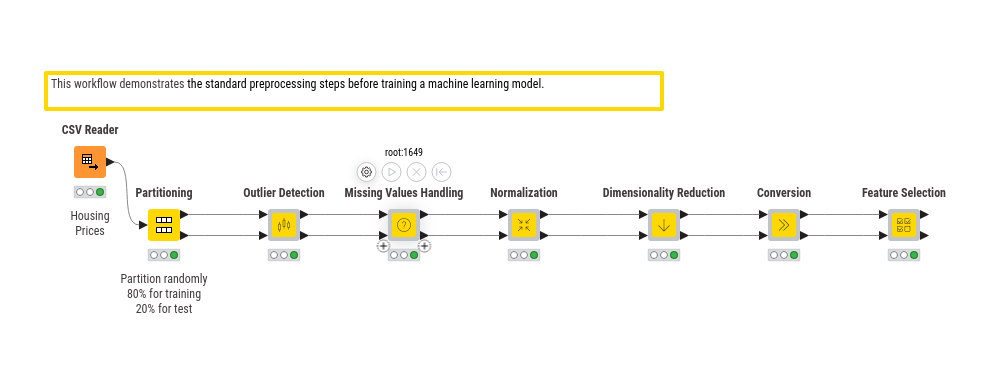 This workflow demonstrates the standard preprocessing steps before training a machine learning model.
CSV Reader
Housing
Prices
root:1649
Partitioning
Outlier Detection
Missing Values Handling
Normalization
Dimensionality Reduction
Conversion
Feature Selection
Partition randomly
80% for training
20% for test